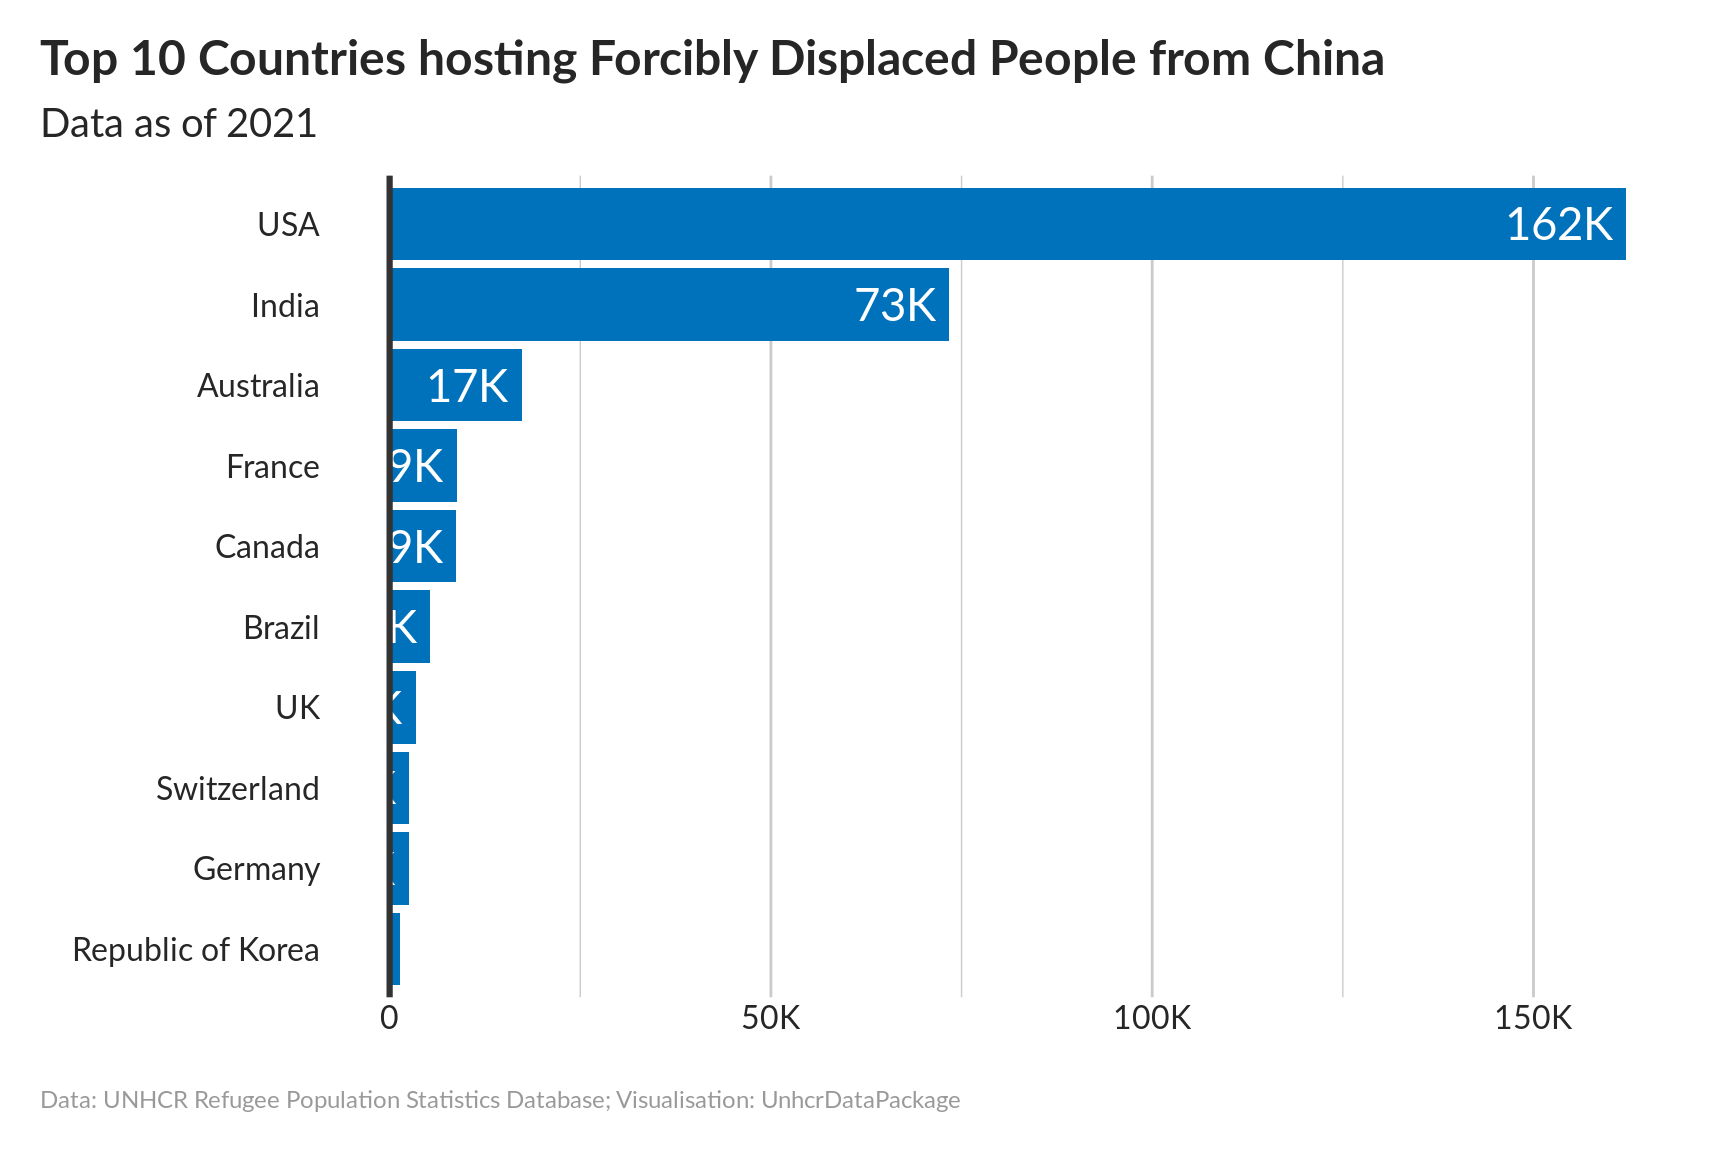 Top 10 Countries hosting Forcibly Displaced People from China
Data as of 2021
USA
162K
India
73K
Australia
17K
France
9K
Canada
9K
Brazil
K
UK
K
Switzerland
Germany
Republic of Korea
0 50K 100K 150K
Data: UNHCR Refugee Population Statistics Database; Visualisation: UnhcrDataPackage